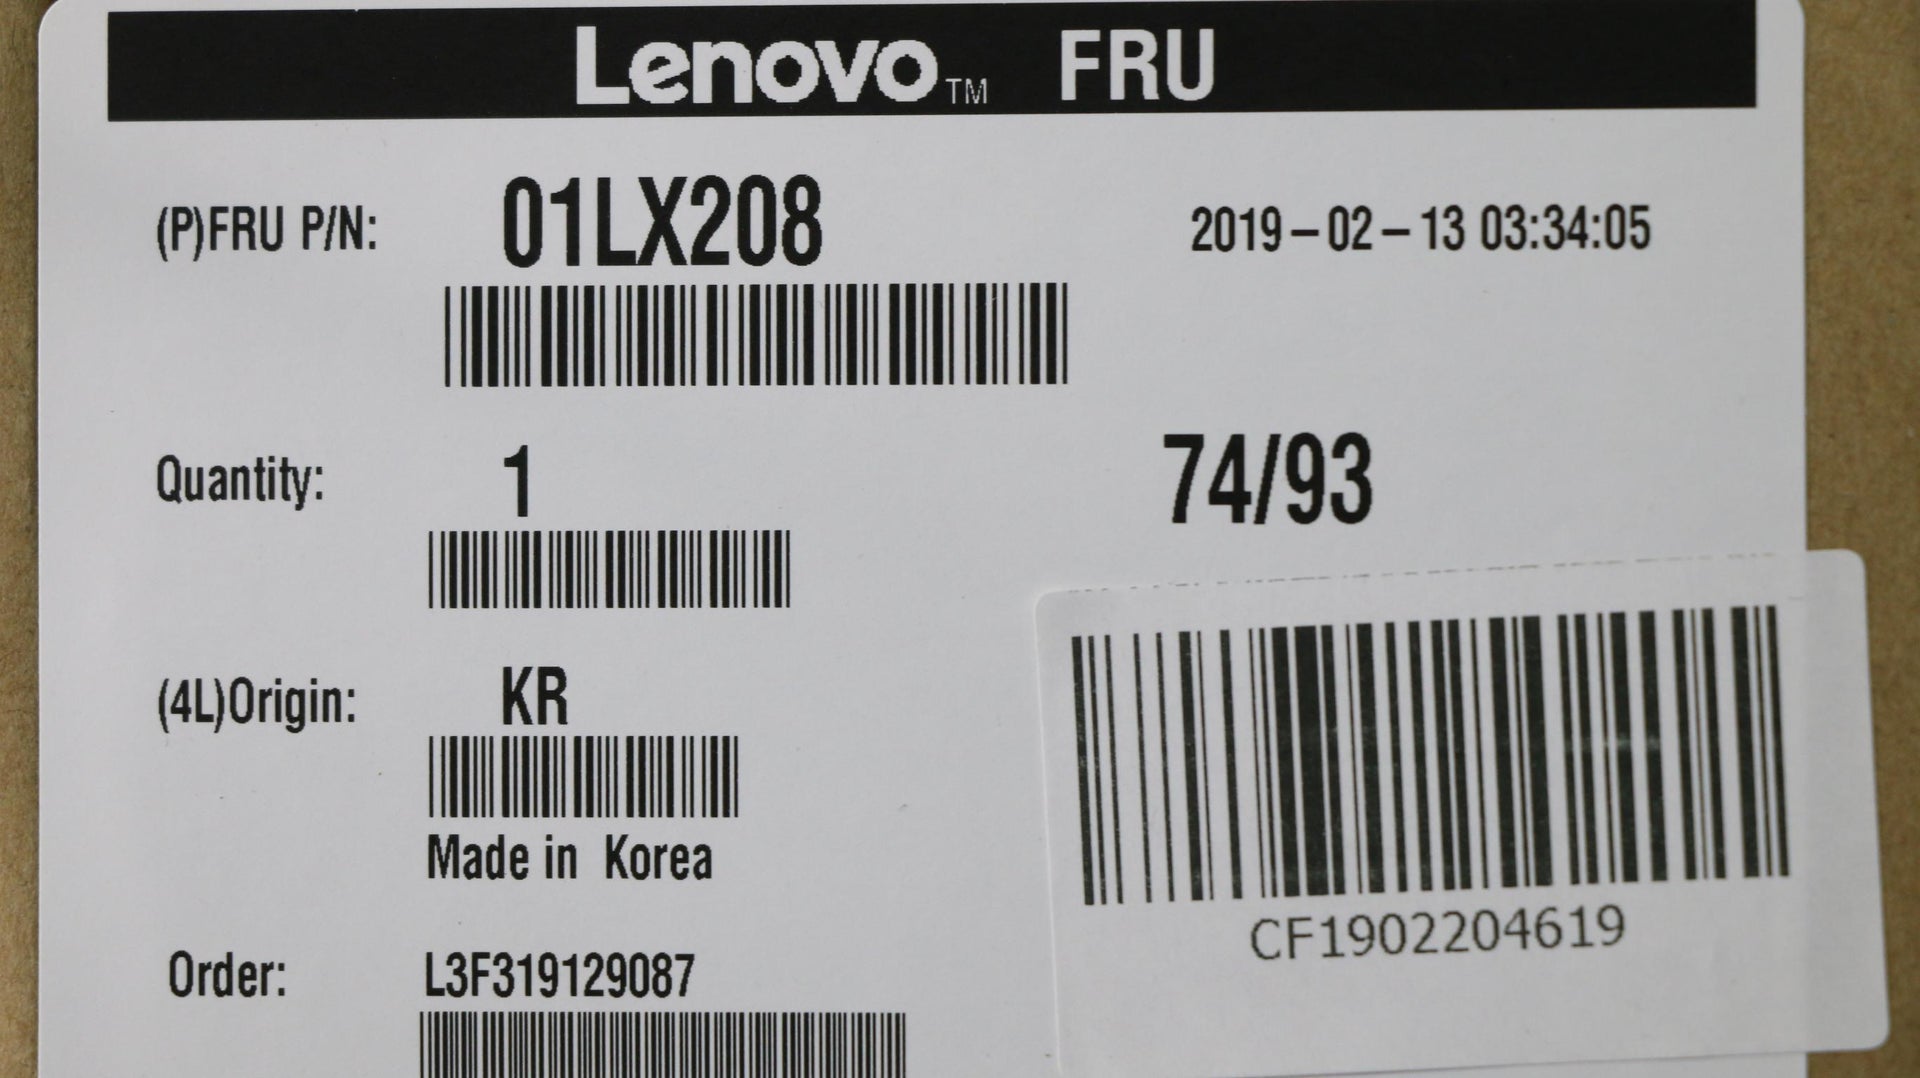 Lenovo™ FRU
(P)FRU P/N: 01LX208 2019-02-13 03:34:05
Quantity: 1 74/93
(4L)Origin: KR
Made in Korea
CF1902204619
Order: L3F319129087